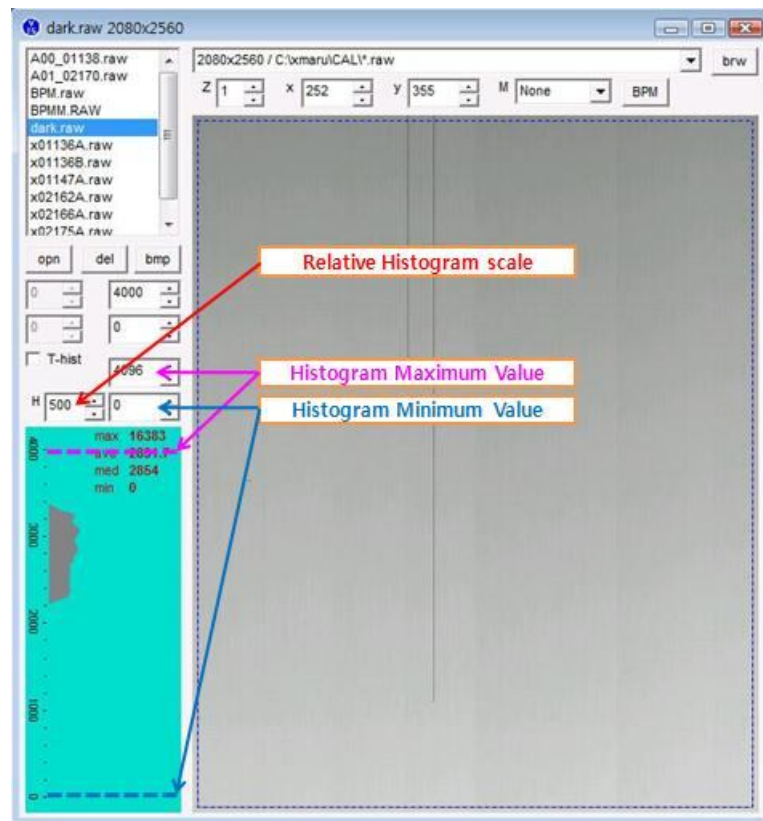 dark.raw 2080x2560
A00_01138.raw
A01_02170.raw
BPM.raw
BPMM.RAW
dark.raw
x01136A.raw
x01136B.raw
x01147A.raw
x02162A.raw
x02166A.raw
x02175A.raw
2080x2560 / C:\xmaru\CAL\*.raw
brw
Z 1 x 252 y 355 M None BPM
opn del bmp
0 4000
0 0
T-hist
4096
H 500 0
Relative Histogram scale
Histogram Maximum Value
Histogram Minimum Value
max 16383
ave 2851.7
med 2854
min 0
4000
3000
2000
1000
0